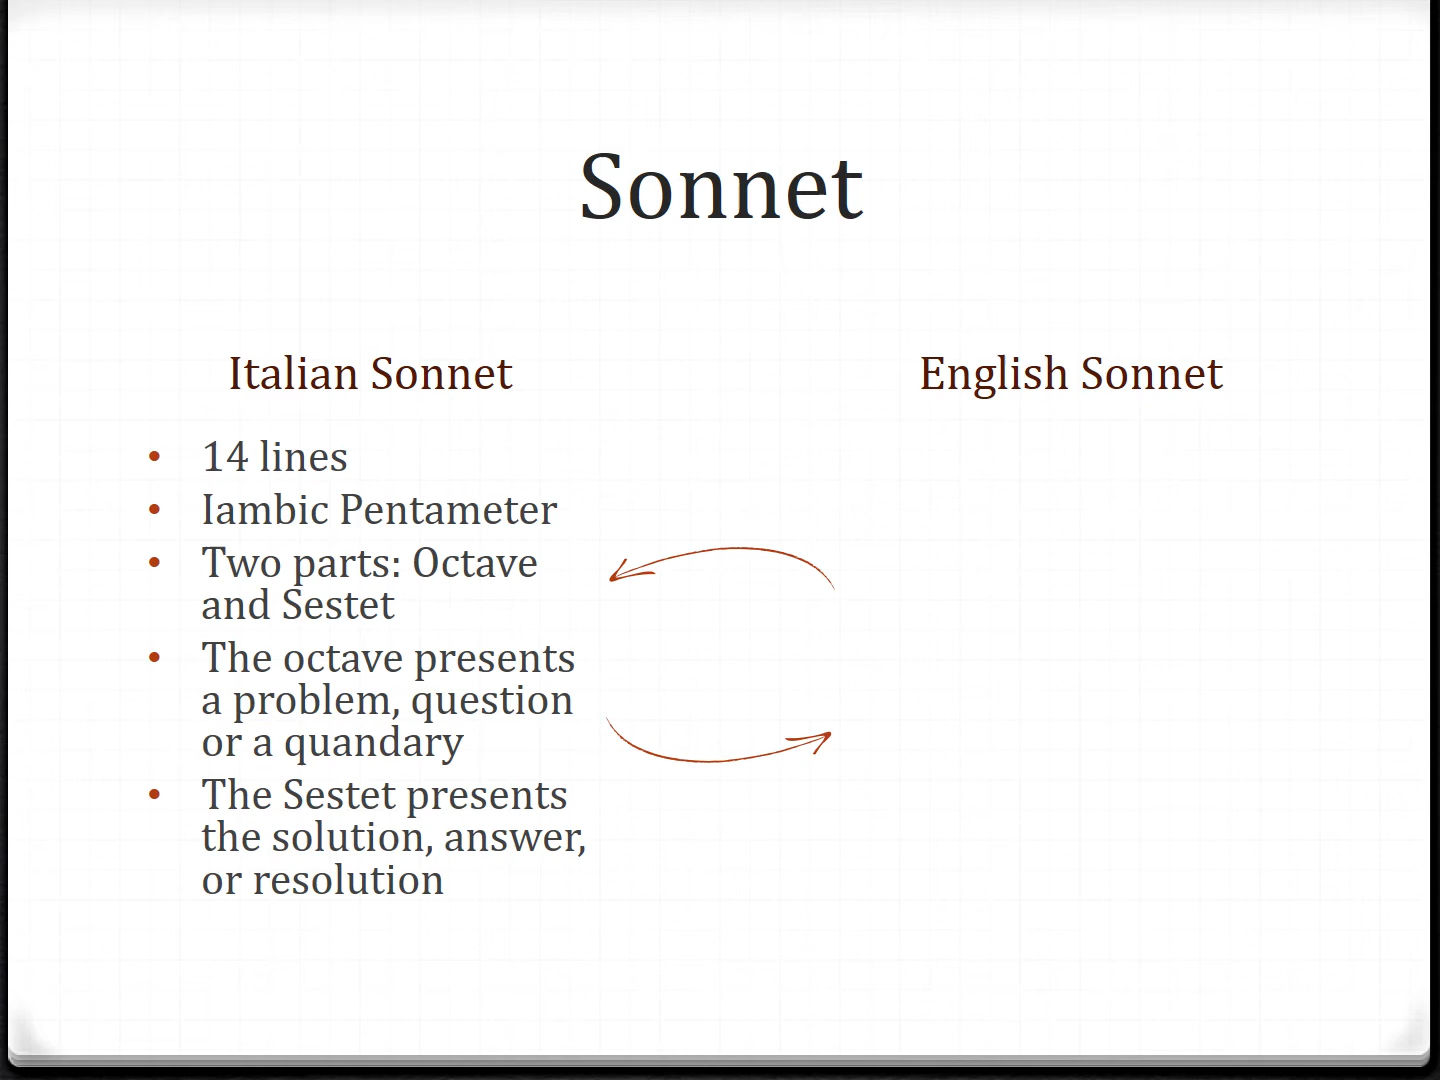 Sonnet
Italian Sonnet
• 14 lines
• Iambic Pentameter
• Two parts: Octave
and Sestet
• The octave presents
a problem, question
or a quandary
• The Sestet presents
the solution, answer,
or resolution
English Sonnet